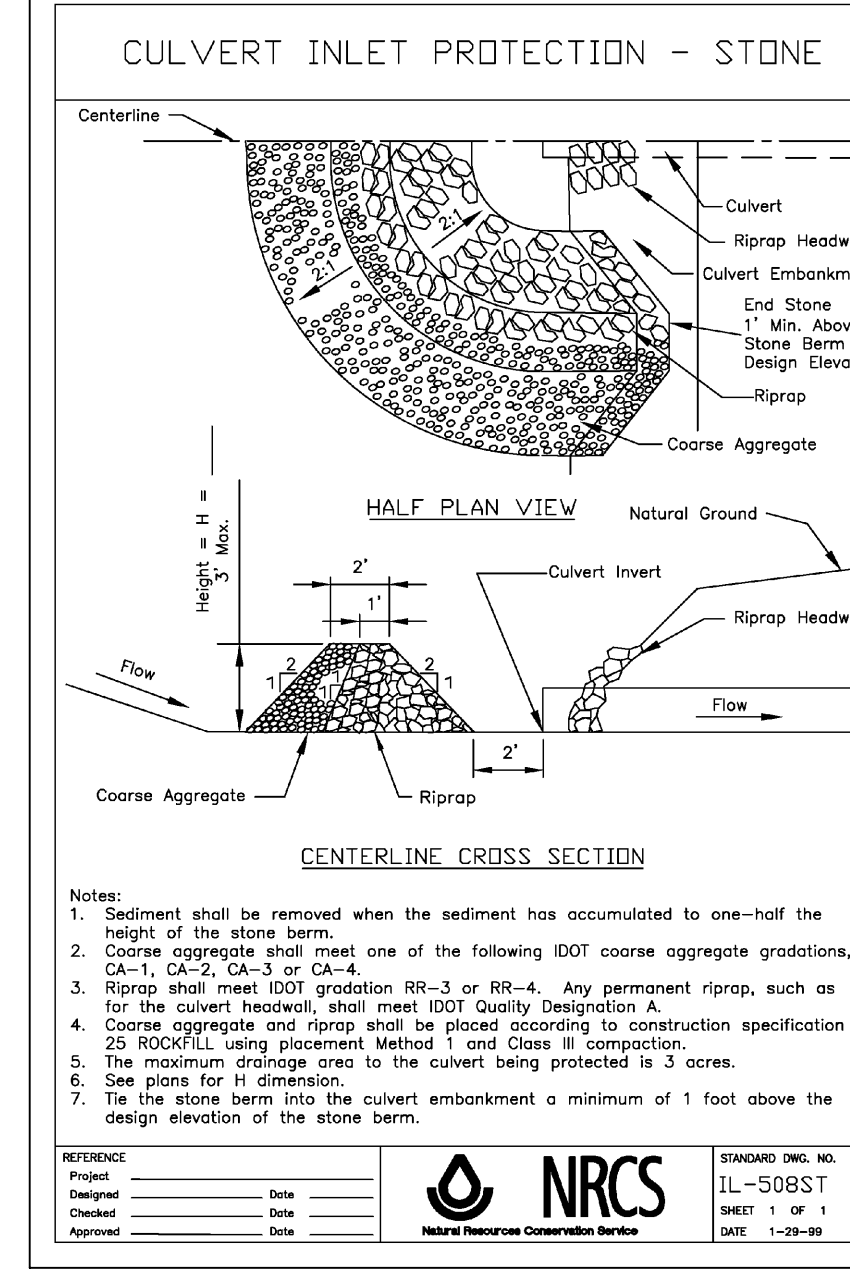 CULVERT INLET PROTECTION - STONE
Centerline
2:1
2:1
Culvert
Riprap
Culvert Embankm
End Stone
1' Min. Abov
Stone Berm
Design Eleva
Riprap
Coarse Aggregate
HALF PLAN VIEW
Height = H =
3' Max.
2'
1'
Natural Ground
Culvert Invert
Riprap
Flow
2
1
1
1
2
1
Flow
2'
Coarse Aggregate
Riprap
CENTERLINE CROSS SECTION
Notes:
1. Sediment shall be removed when the sediment has accumulated to one-half the
height of the stone berm.
2. Coarse aggregate shall meet one of the following IDOT coarse aggregate gradations,
CA-1, CA-2, CA-3 or CA-4.
3. Riprap shall meet IDOT gradation RR-3 or RR-4. Any permanent riprap, such as
for the culvert headwall, shall meet IDOT Quality Designation A.
4. Coarse aggregate and riprap shall be placed according to construction specification
25 ROCKFILL using placement Method 1 and Class III compaction.
5. The maximum drainage area to the culvert being protected is 3 acres.
6. See plans for H dimension.
7. Tie the stone berm into the culvert embankment a minimum of 1 foot above the
design elevation of the stone berm.
REFERENCE
Project
Designed Date
Checked Date
Approved Date
NRCS
Natural Resources Conservation Service
STANDARD DWG. NO.
IL-508ST
SHEET 1 OF 1
DATE 1-29-99